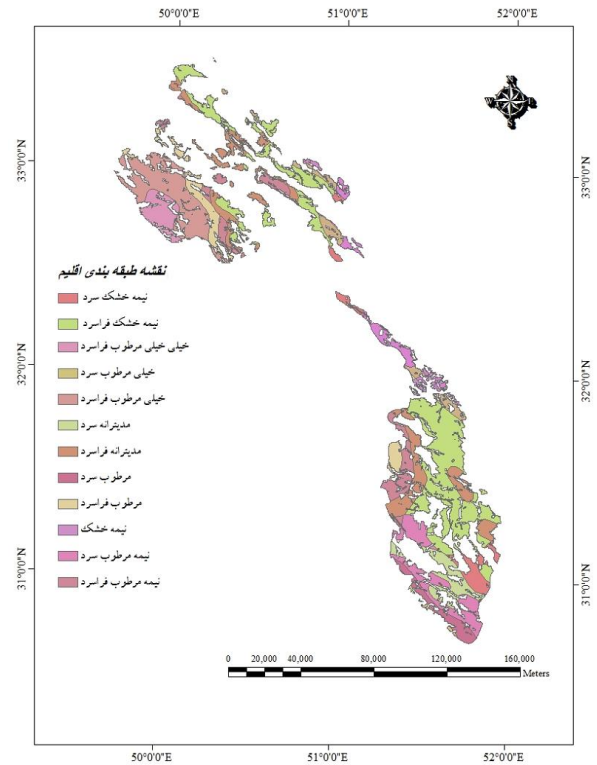 50°0'0"E 51°0'0"E 52°0'0"E
33°0'0"N 33°0'0"N
نقشه طبقه بندی اقلیم
نیمه خشک سرد
نیمه خشک فراسرد
خیلی خیلی مرطوب فراسرد
خیلی مرطوب سرد
خیلی مرطوب فراسرد
مدیترانه سرد
مدیترانه فراسرد
مرطوب سرد
مرطوب فراسرد
نیمه خشک
نیمه مرطوب سرد
نیمه مرطوب فراسرد
32°0'0"N 32°0'0"N
31°0'0"N 31°0'0"N
0 20,000 40,000 80,000 120,000 160,000
Meters
50°0'0"E 51°0'0"E 52°0'0"E